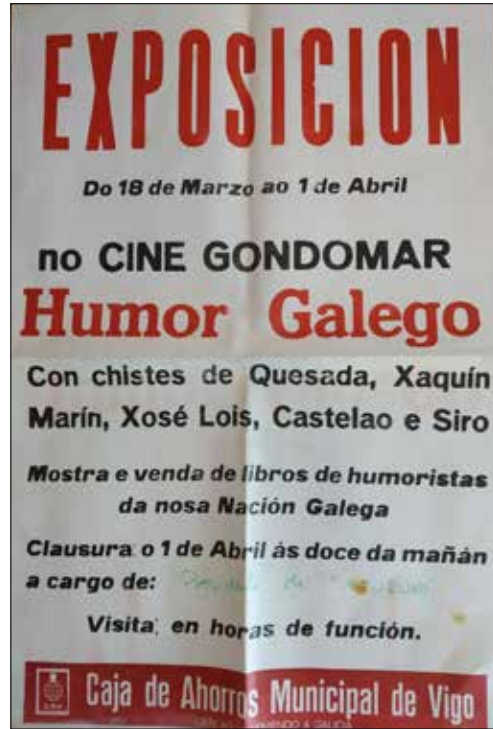 EXPOSICION
Do 18 de Marzo ao 1 de Abril
no CINE GONDOMAR
Humor Galego
Con chistes de Quesada, Xaquín
Marín, Xosé Lois, Castelao e Siro
Mostra e venda de libros de humoristas
da nosa Nación Galega
Clausura: o 1 de Abril ás doce da mañán
a cargo de:
Visita: en horas de función.
Caja de Ahorros Municipal de Vigo